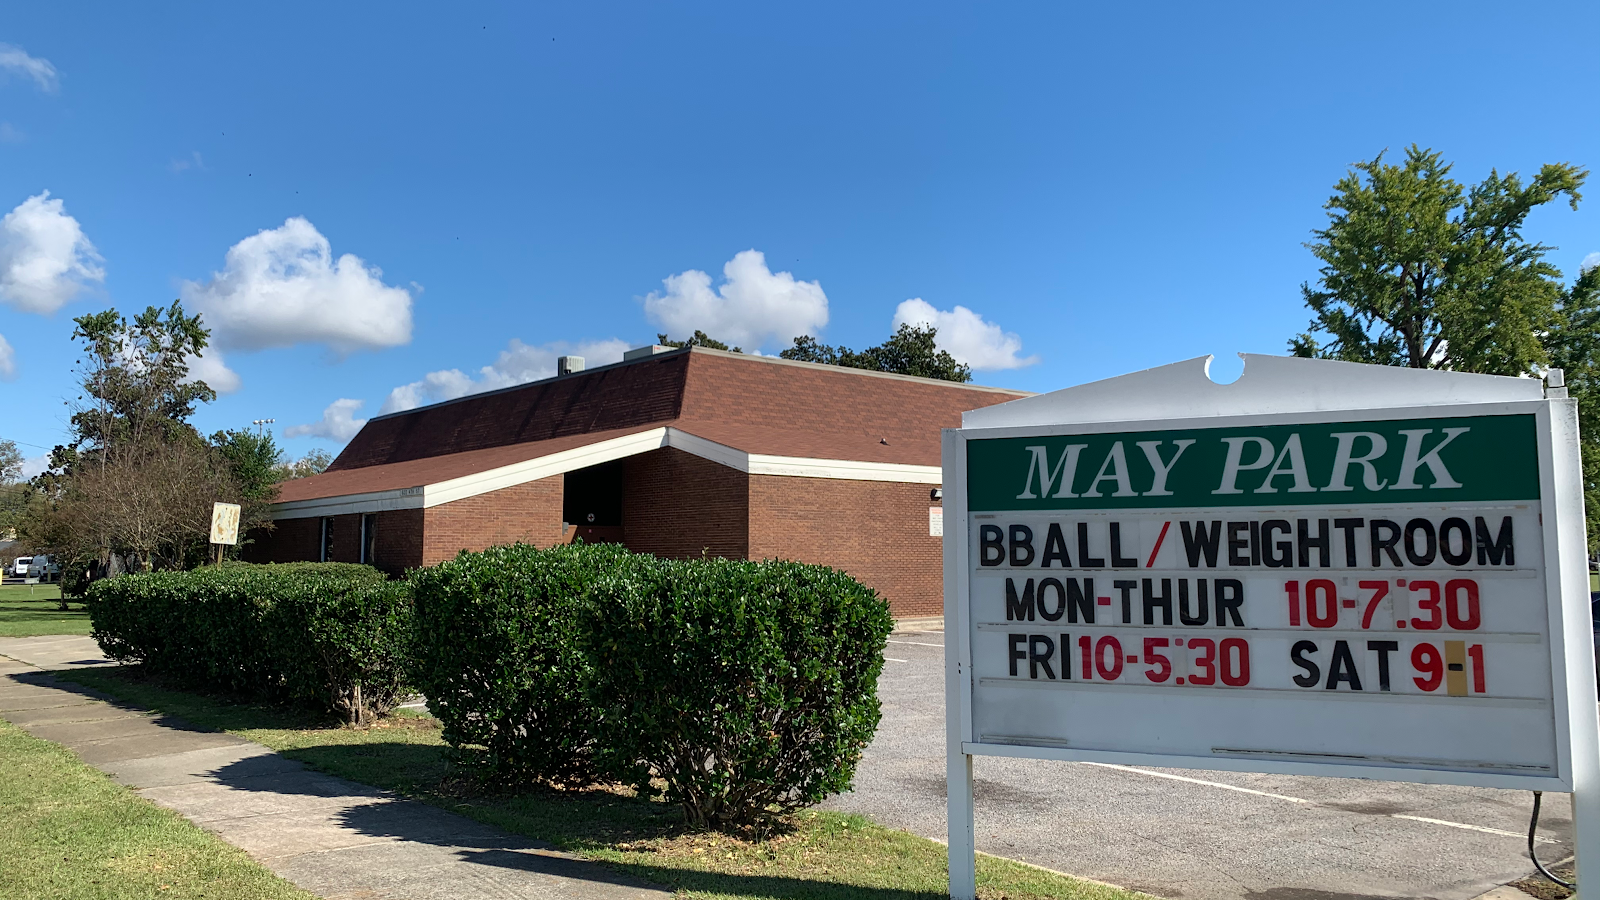 MAY PARK
BBALL/WEIGHTROOM
MON-THUR 10-7:30
FRI 10-5:30 SAT 9-1